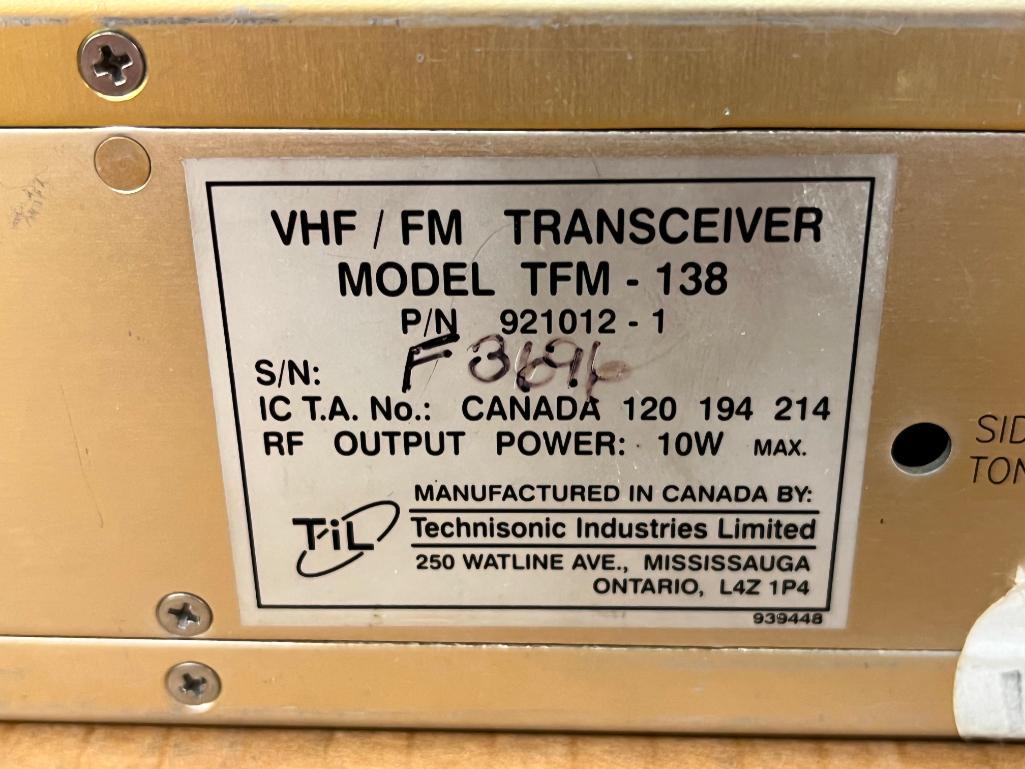 VHF / FM TRANSCEIVER
MODEL TFM - 138
P/N 921012 - 1
S/N: F3696
IC T.A. No.: CANADA 120 194 214
RF OUTPUT POWER: 10W MAX.
MANUFACTURED IN CANADA BY:
TiL
Technisonic Industries Limited
250 WATLINE AVE., MISSISSAUGA
ONTARIO, L4Z 1P4
939448
SID
TON